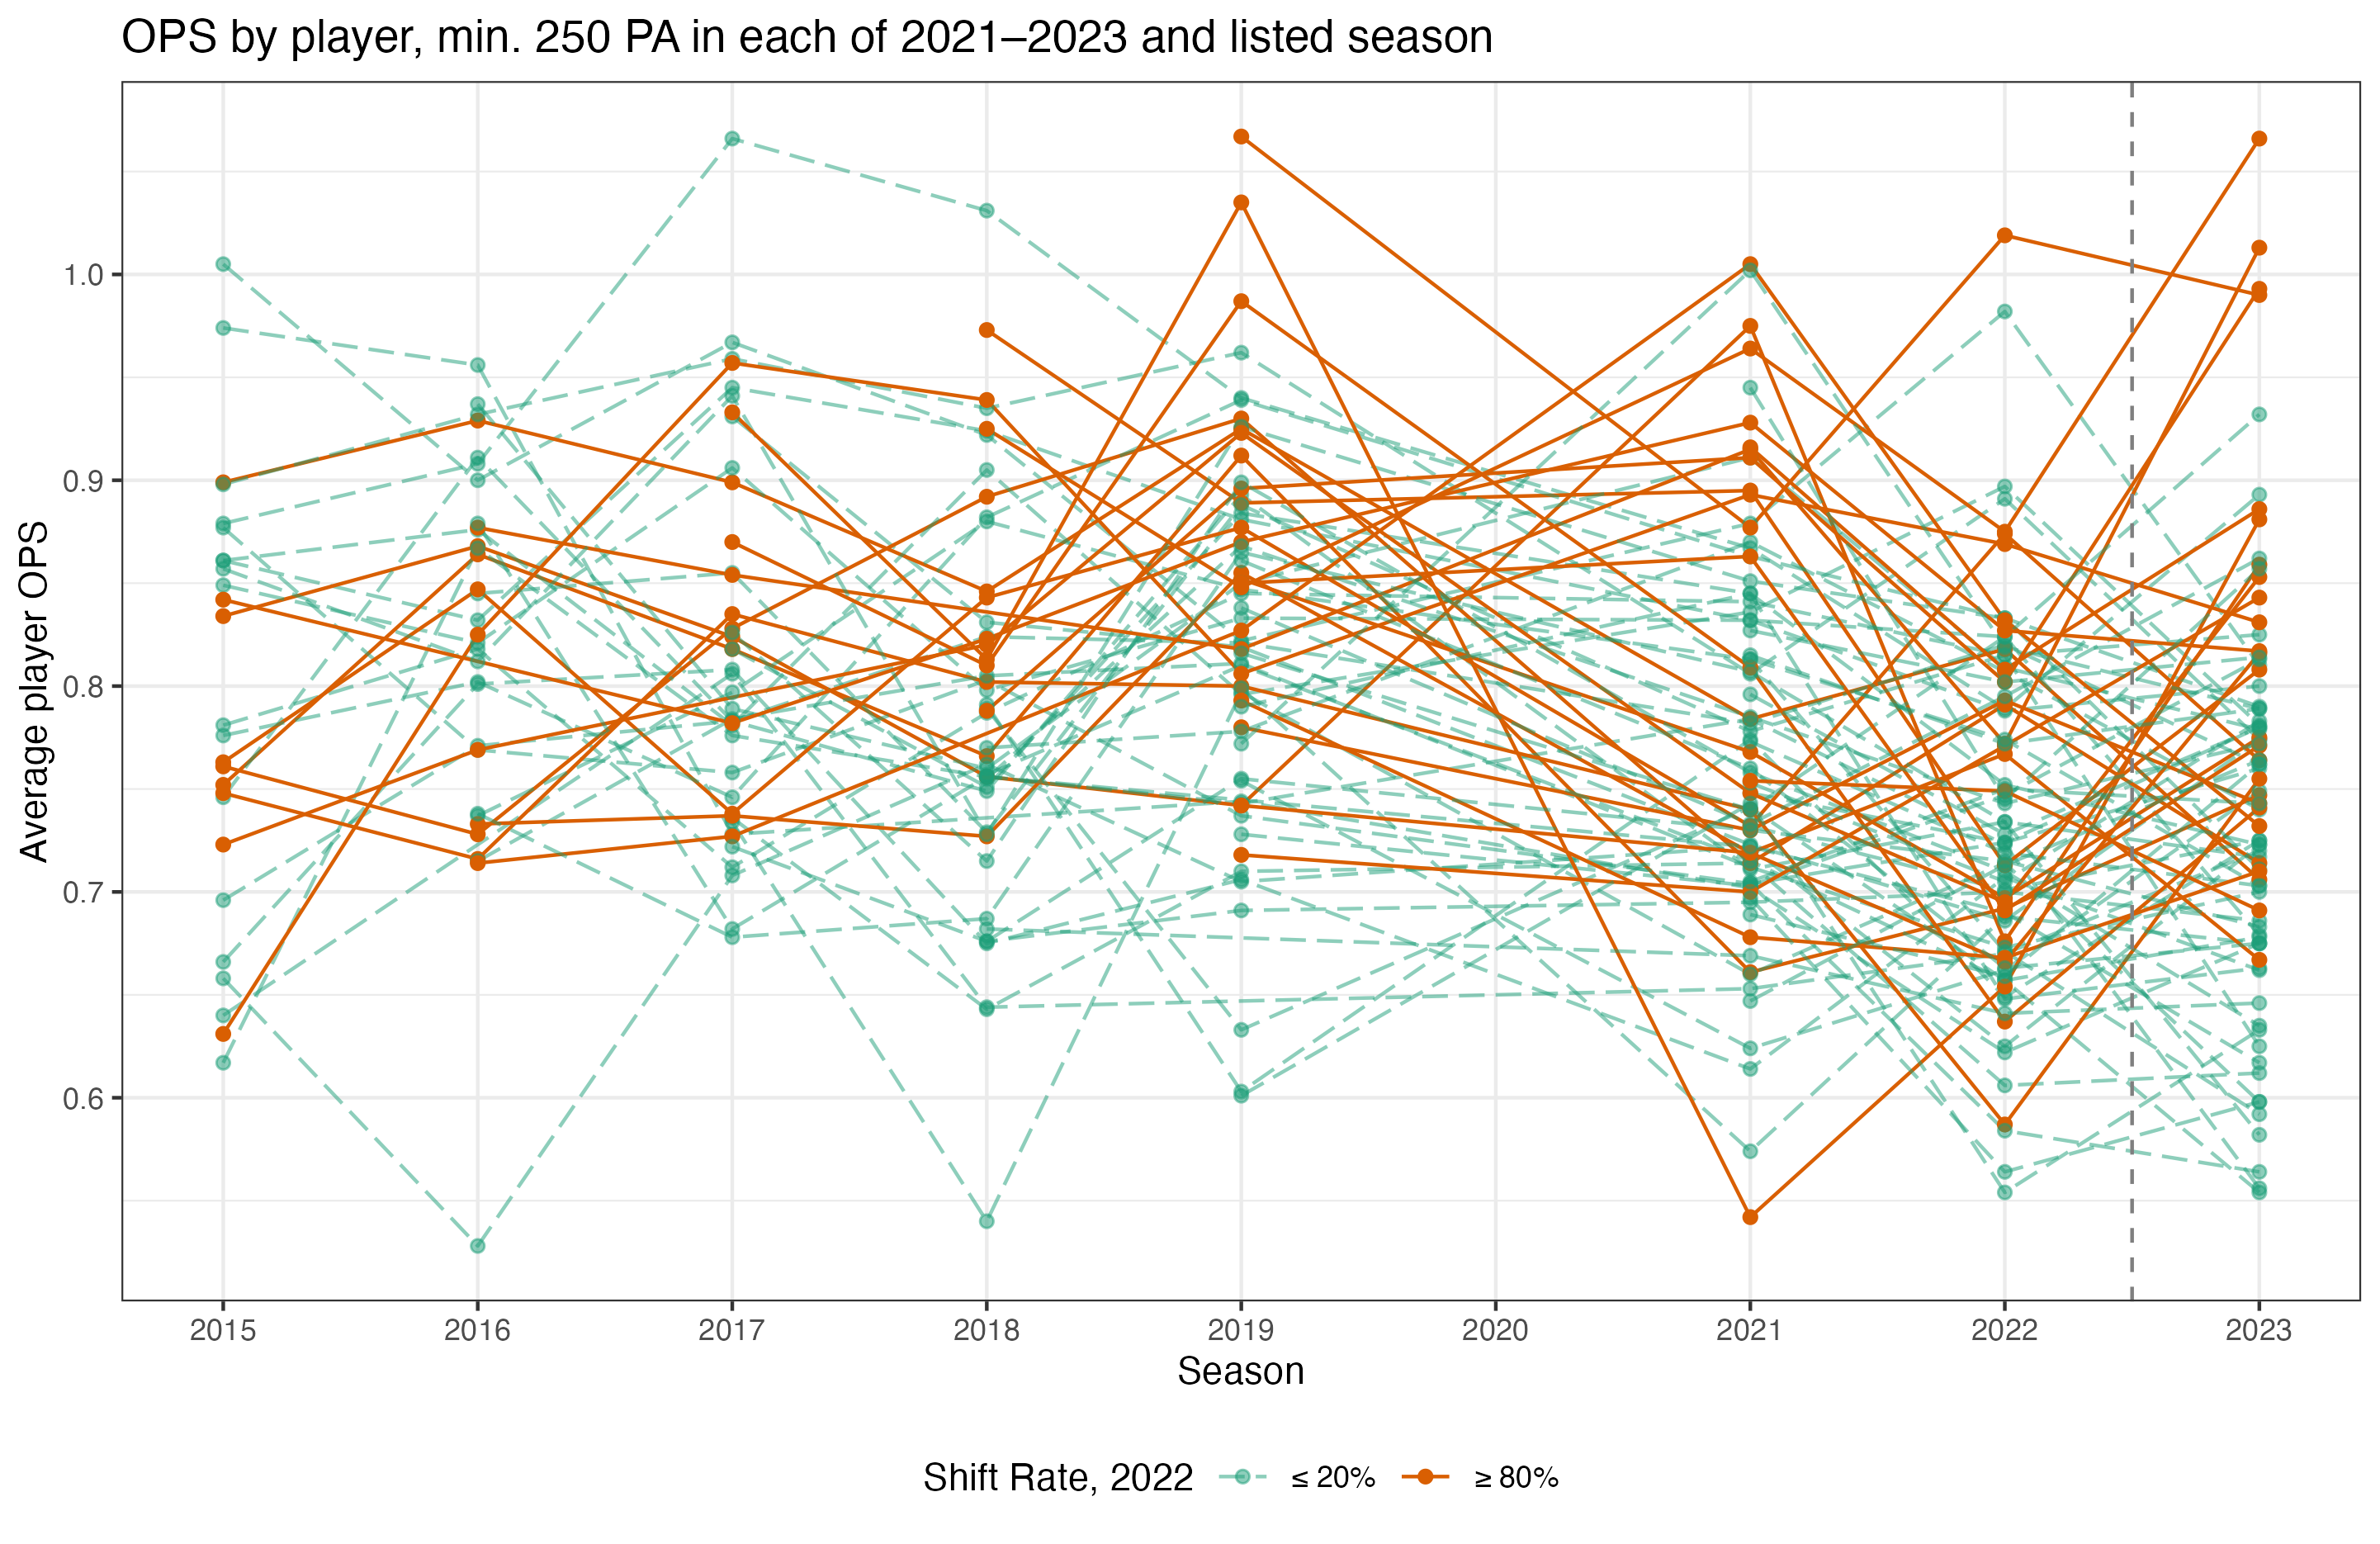 OPS by player, min. 250 PA in each of 2021–2023 and listed season
Average player OPS
1.0
0.9
0.8
0.7
0.6
2015 2016 2017 2018 2019 2020 2021 2022 2023
Season
Shift Rate, 2022 ≤ 20% ≥ 80%